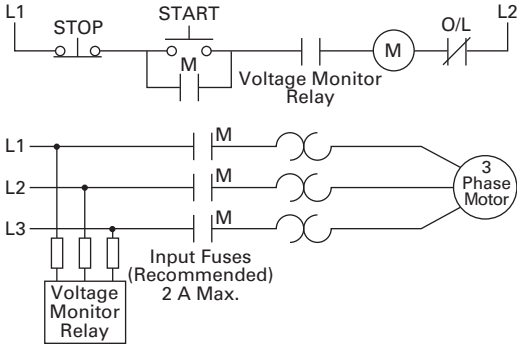 L1
STOP
START
M
Voltage Monitor
Relay
M
O/L
L2
L1
M
L2
M
L3
M
3
Phase
Motor
Input Fuses
(Recommended)
2 A Max.
Voltage
Monitor
Relay